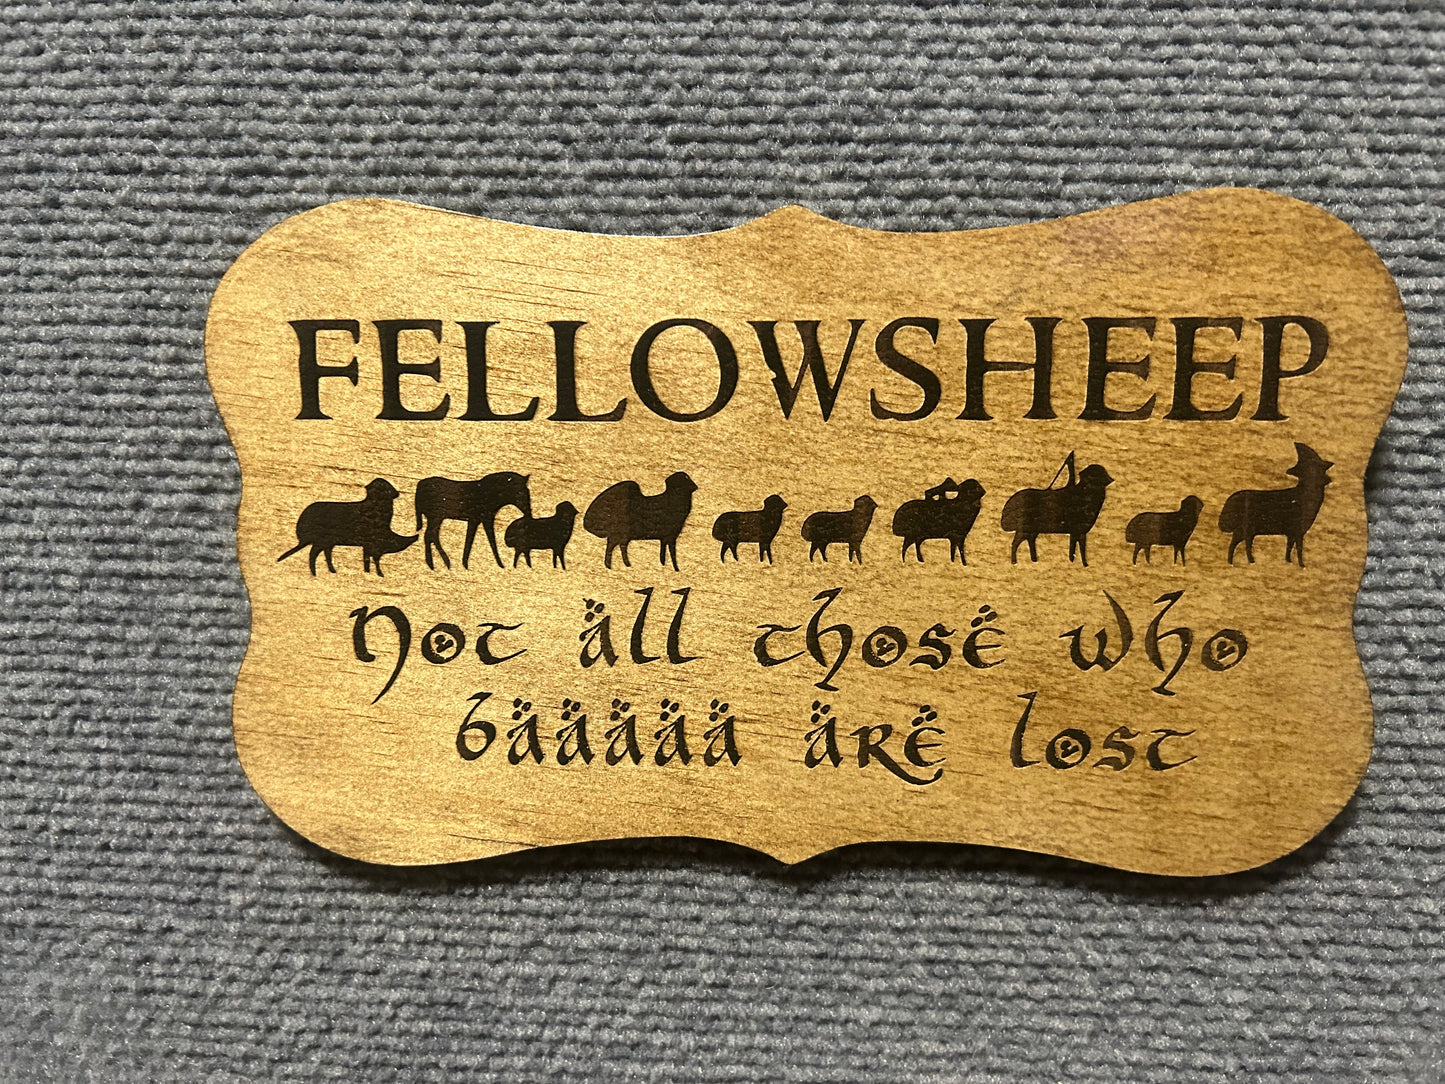 FELLOWSHEEP
Not all those who
baaaaa are lost